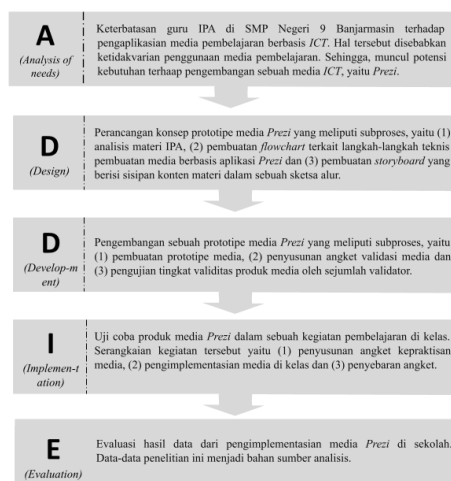 A
(Analysis of
needs)
Keterbatasan guru IPA di SMP Negeri 9 Banjarmasin terhadap
pengaplikasian media pembelajaran berbasis ICT. Hal tersebut disebabkan
ketidakvarian penggunaan media pembelajaran. Sehingga, muncul potensi
kebutuhan terhaap pengembangan sebuah media ICT, yaitu Prezi.
D
(Design)
Perancangan konsep prototipe media Prezi yang meliputi subproses, yaitu (1)
analisis materi IPA, (2) pembuatan flowchart terkait langkah-langkah teknis
pembuatan media berbasis aplikasi Prezi dan (3) pembuatan storyboard yang
berisi sisipan konten materi dalam sebuah sketsa alur.
D
(Develop-m
ent)
Pengembangan sebuah prototipe media Prezi yang meliputi subproses, yaitu
(1) pembuatan prototipe media, (2) penyusunan angket validasi media dan
(3) pengujian tingkat validitas produk media oleh sejumlah validator.
I
(Implemen-t
ation)
Uji coba produk media Prezi dalam sebuah kegiatan pembelajaran di kelas.
Serangkaian kegiatan tersebut yaitu (1) penyusunan angket kepraktisan
media, (2) pengimplementasian media di kelas dan (3) penyebaran angket.
E
(Evaluation)
Evaluasi hasil data dari pengimplementasian media Prezi di sekolah.
Data-data penelitian ini menjadi bahan sumber analisis.